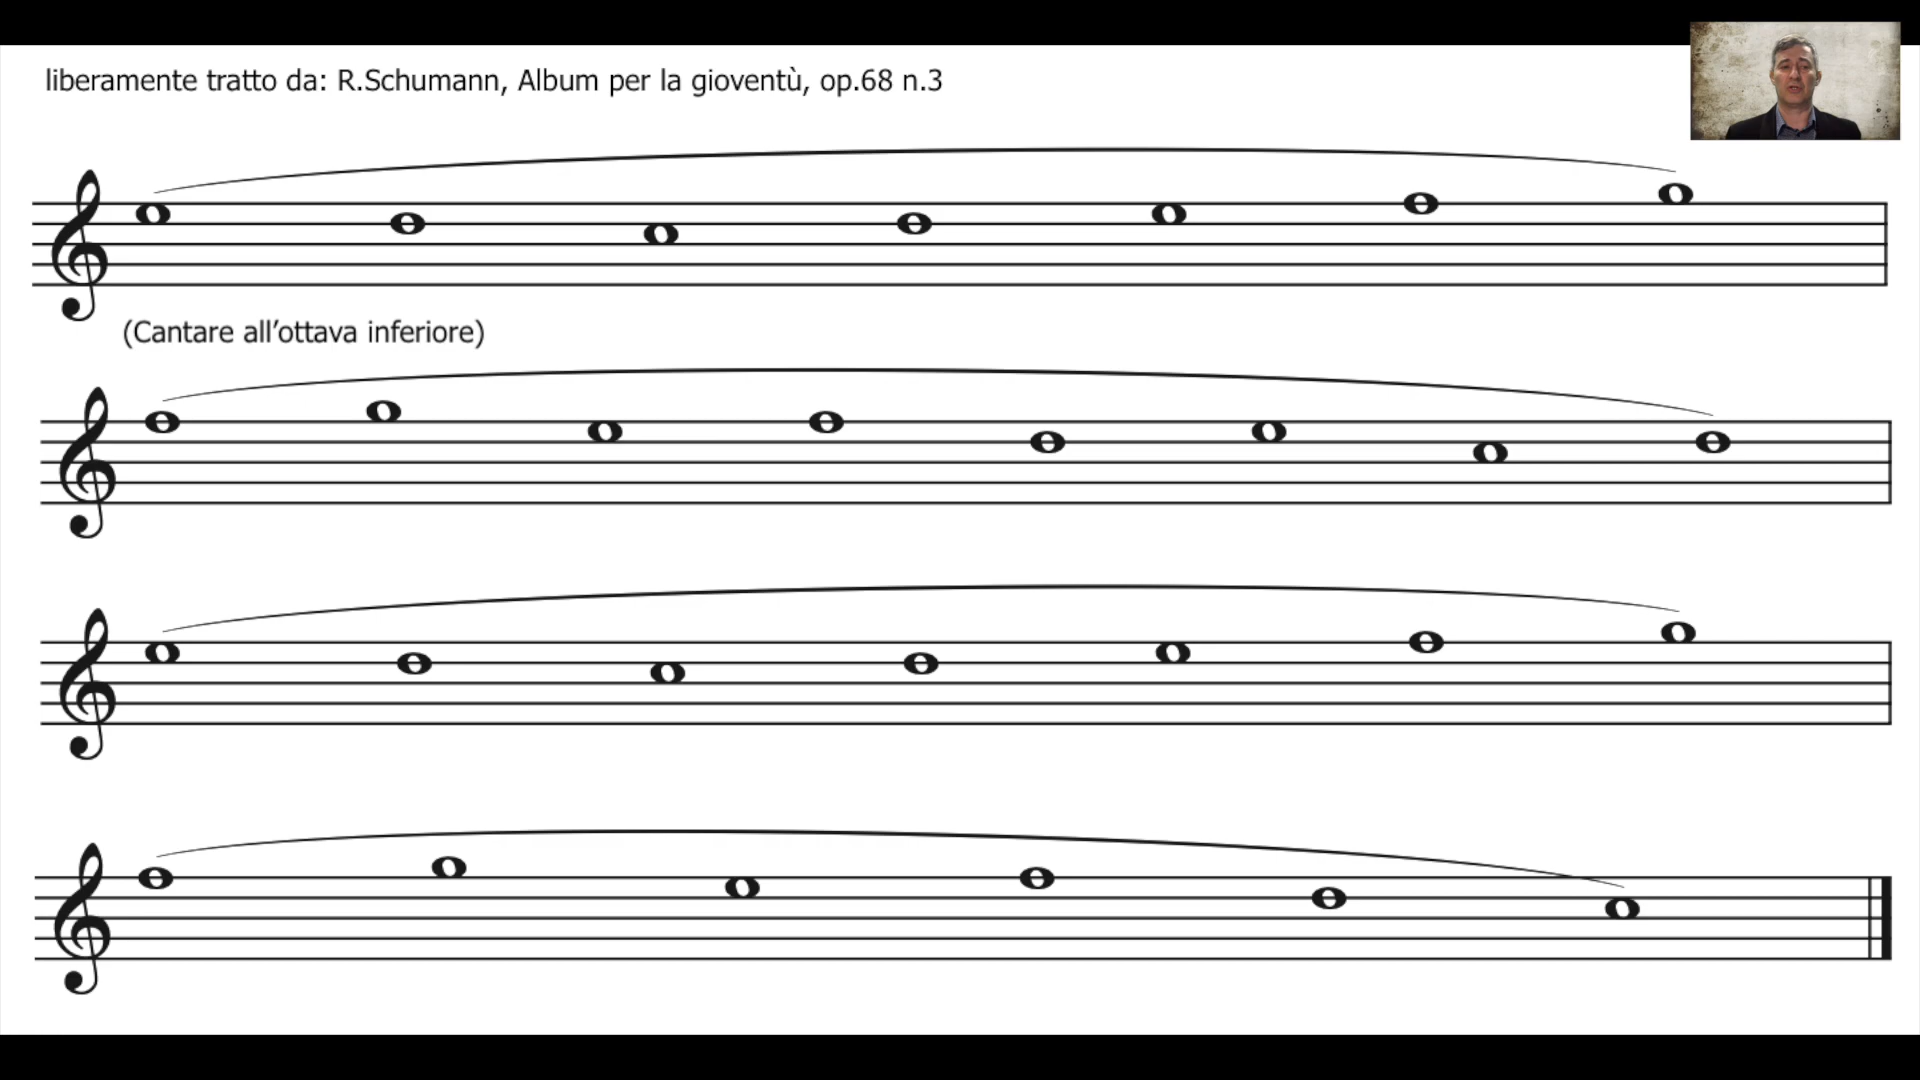 liberamente tratto da: R.Schumann, Album per la gioventù, op.68 n.3
(Cantare all’ottava inferiore)